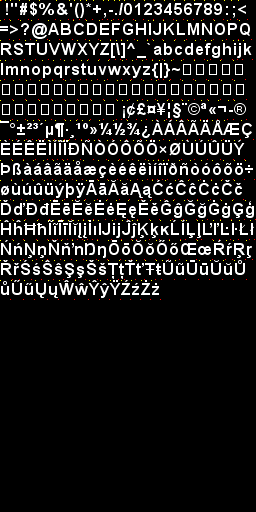 !"#$%&'()*+,-./0123456789:;<
=>?@ABCDEFGHIJKLMNOPQ
RSTUVWXYZ[\]^_`abcdefghijk
lmnopqrstuvwxyz{|}~
¡¢£¤¥¦§¨©ª«¬-®
¯°±²³´µ¶·¸¹º»¼½¾¿ÀÁÂÃÄÅÆÇ
ÈÉÊËÌÍÎÏÐÑÒÓÔÕÖ×ØÙÚÛÜÝ
Þßàáâãäåæçèéêëìíîïðñòóôõö÷
øùúûüýþÿĀāĂăĄąĆćĈĉĊċČč
ĎďĐđĒēĔĕĖėĘęĚěĜĝĞğĠġĢģ
ĤĥĦħĨĩĪīĬĭĮįİıĲĳĴĵĶķĸĹĺĻļĽľĿŀŁł
ŃńŅņŇňŉŊŋŌōŎŏŐőŒœŔŕŖŗ
ŘřŚśŜŝŞşŠšŢţŤťŦŧŨũŪūŬŭŮ
ůŰűŲųŴŵŶŷŸŹźŻż